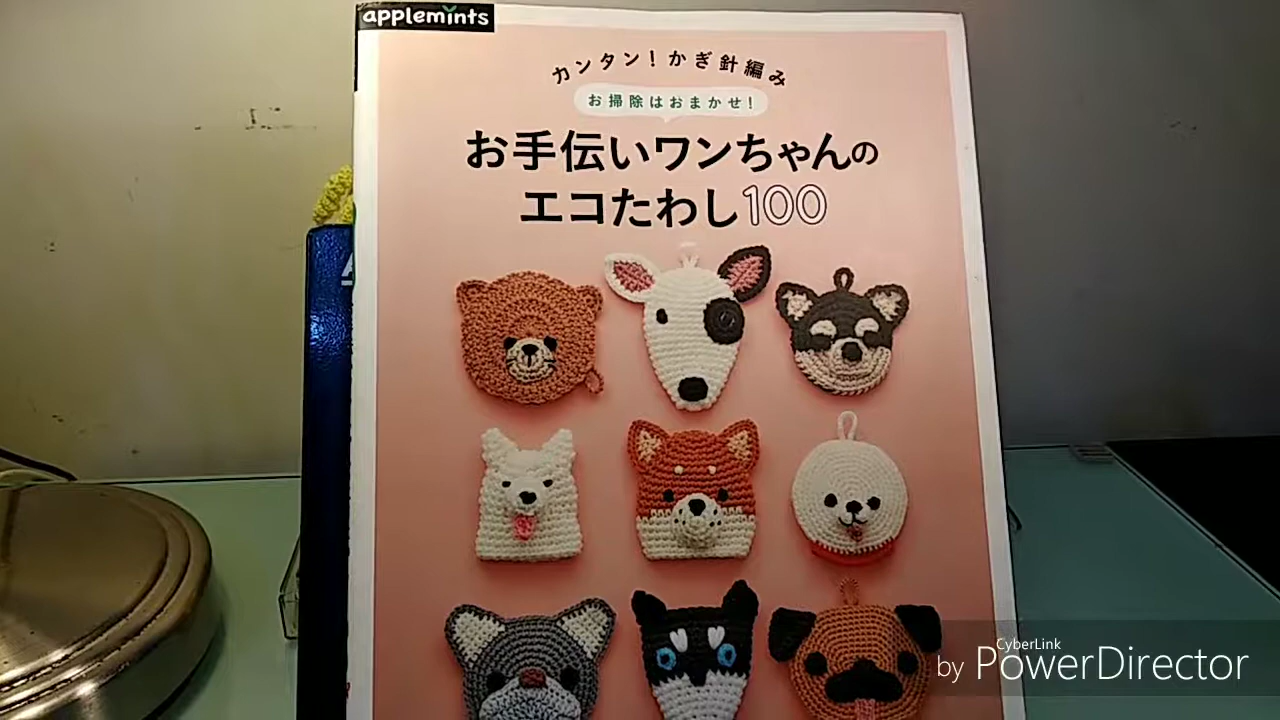 applemints
カンタン!かぎ針編み
お掃除はおまかせ!
お手伝いワンちゃんの
エコたわし100
CyberLink
by PowerDirector